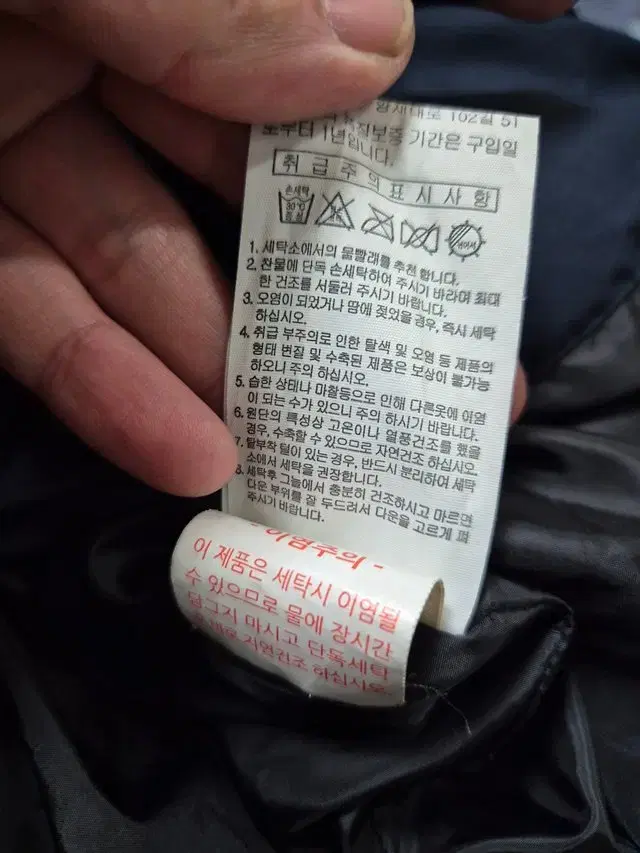 황새대로 102길 51
품질보증 기간은 구입일
로부터 1년입니다.
취급주의표시사항
손세탁
30℃
중성
1. 세탁소에서의 물빨래를 추천 합니다.
2. 찬물에 단독 손세탁하여 주시기 바라며 최대
한 건조를 서둘러 주시기 바랍니다.
3. 오염이 되었거나 땀에 젖었을 경우, 즉시 세탁
하십시오.
4. 취급 부주의로 인한 탈색 및 오염 등 제품의
형태 변질 및 수축된 제품은 보상이 불가능
하오니 주의 하십시오.
5. 습한 상태나 마찰등으로 인해 다른옷에 이염
이 되는 수가 있으니 주의 하시기 바랍니다.
6. 원단의 특성상 고온이나 열풍건조를 했을
경우, 수축할 수 있으므로 자연건조 하십시오.
7. 탈부착 털이 있는 경우, 반드시 분리하여 세탁
소에서 세탁을 권장합니다.
8. 세탁후 그늘에서 충분히 건조하시고 마르면
다운 부위를 잘 두드려서 다운을 고르게 펴
주시기 바랍니다.
- 이염주의 -
이 제품은 세탁시 이염될
수 있으므로 물에 장시간
담그지 마시고 단독세탁
자연건조 하십시오.